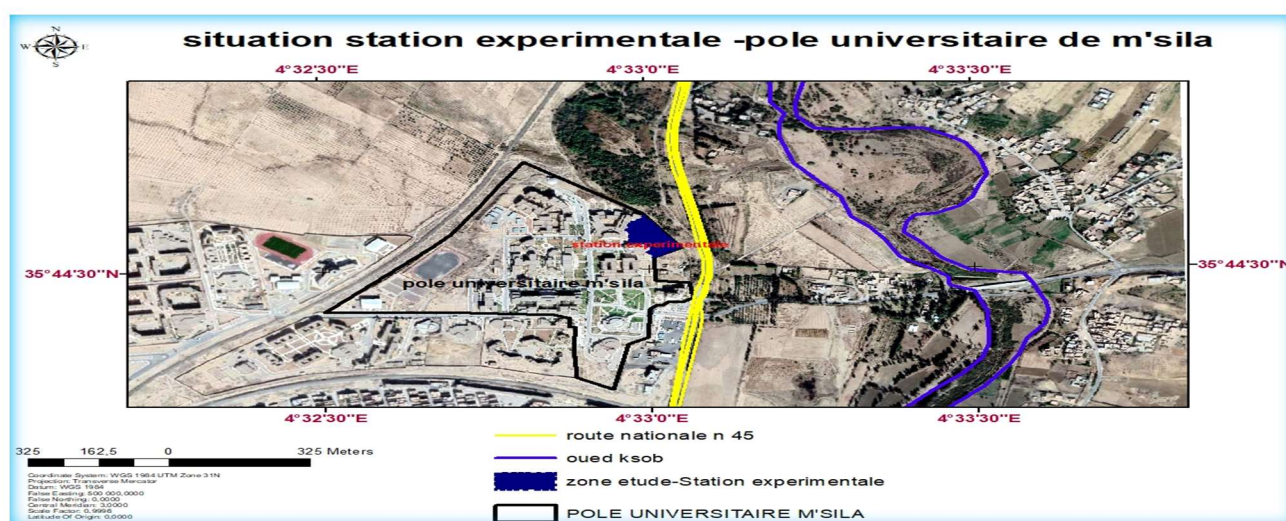 N
W E
S
situation station experimentale -pole universitaire de m'sila
4°32'30"E 4°33'0"E 4°33'30"E
station experimentale
35°44'30"N 35°44'30"N
pole universitaire m'sila
4°32'30"E 4°33'0"E 4°33'30"E
325 162,5 0 325 Meters
route nationale n 45
oued ksob
zone etude-Station experimentale
POLE UNIVERSITAIRE M'SILA
Coordinate System: WGS 1984 UTM Zone 31N
Projection: Transverse Mercator
Datum: WGS 1984
False Easting: 500 000,0000
False Northing: 0,0000
Central Meridian: 3,0000
Scale Factor: 0,9996
Latitude Of Origin: 0,0000